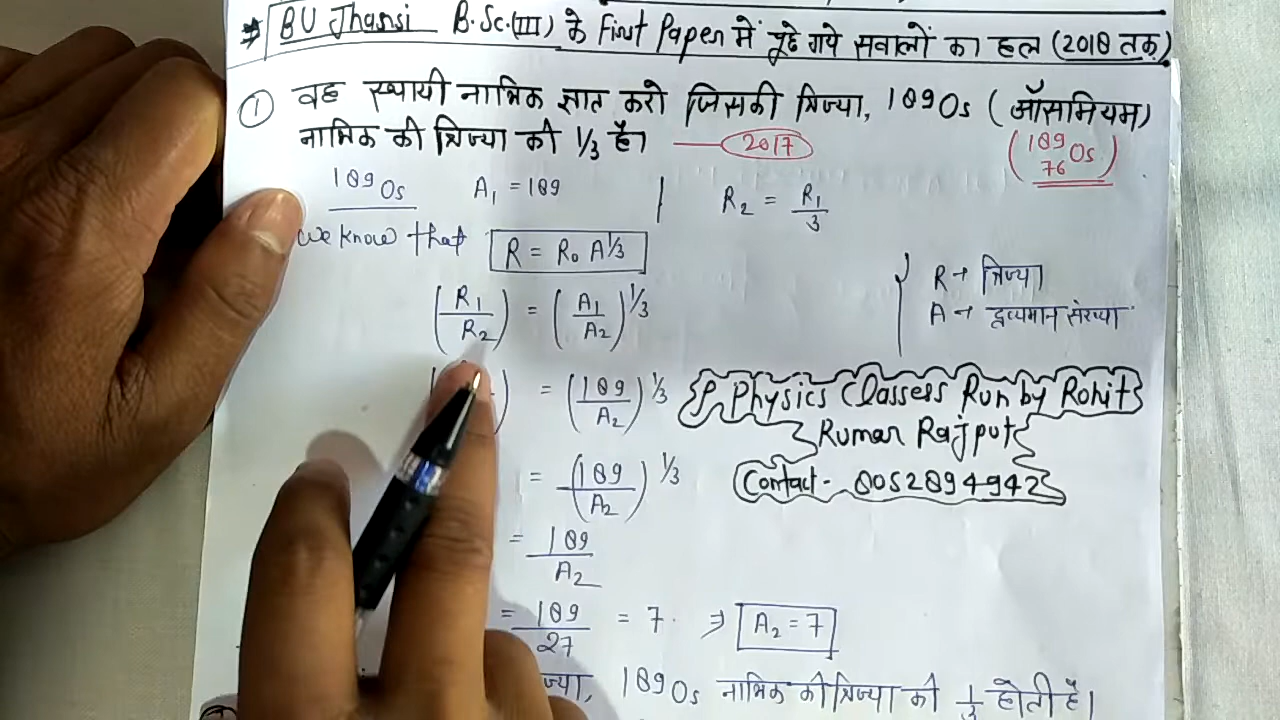 * BU Jhansi B.Sc.(III) के First Paper में पूछे गये सवालों का हल (2018 तक)
① वह स्थायी नाभिक ज्ञात करो जिसकी त्रिज्या, 189Os (ऑसमियम)
नाभिक की त्रिज्या की 1/3 है। — 2017
(189 76 Os)
189Os A₁ = 189 | R₂ = R₁/3
we know that R = R₀ A^1/3
R → त्रिज्या
A → द्रव्यमान संख्या
(R₁/R₂) = (A₁/A₂)^1/3
) = (189/A₂)^1/3
= (189/A₂)^1/3
= 189/A₂
= 189/27 = 7. ⇒ A₂ = 7
P Physics Classess Run by Rohit
Kumar Rajput
Contact - 8052894942
189Os नाभिक की त्रिज्या की 1/3 होती है।